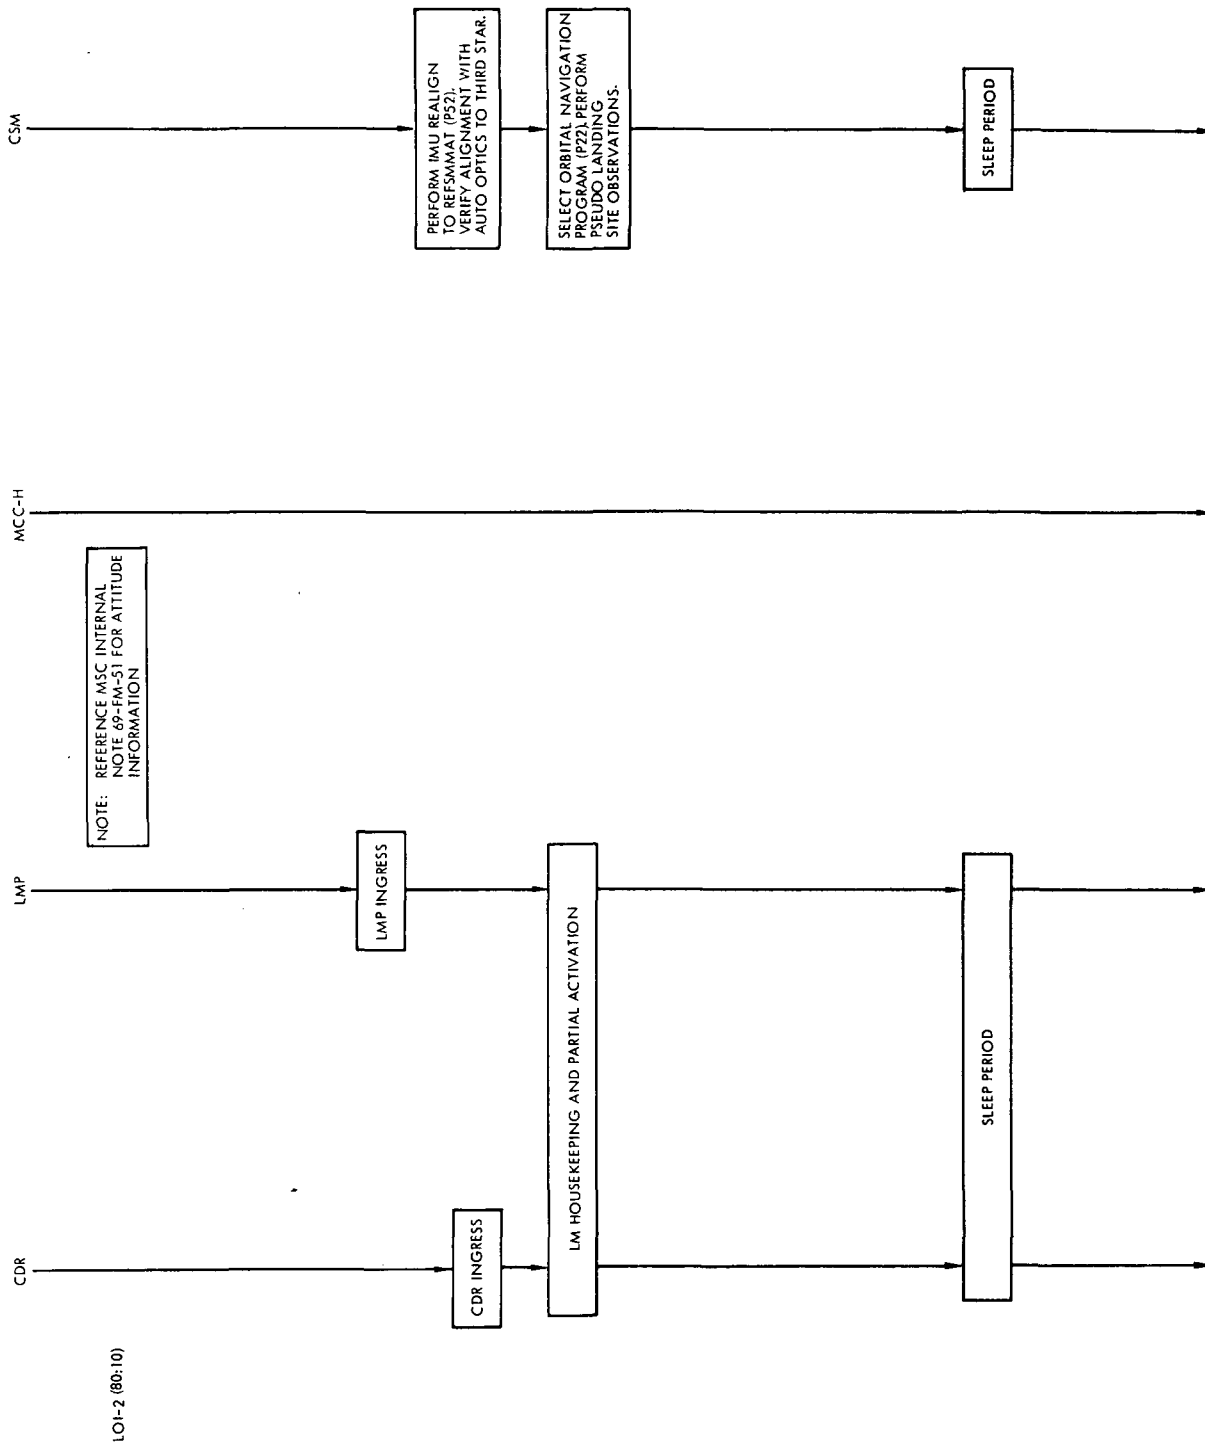 CDR
LMP
MCC-H
CSM
LOI-2 (80:10)
NOTE: REFERENCE MSC INTERNAL
NOTE 69-FM-51 FOR ATTITUDE
INFORMATION
LMP INGRESS
CDR INGRESS
PERFORM IMU REALIGN
TO REFSMMAT (P52).
VERIFY ALIGNMENT WITH
AUTO OPTICS TO THIRD STAR.
LM HOUSEKEEPING AND PARTIAL ACTIVATION
SELECT ORBITAL NAVIGATION
PROGRAM (P22). PERFORM
PSEUDO LANDING
SITE OBSERVATIONS.
SLEEP PERIOD
SLEEP PERIOD